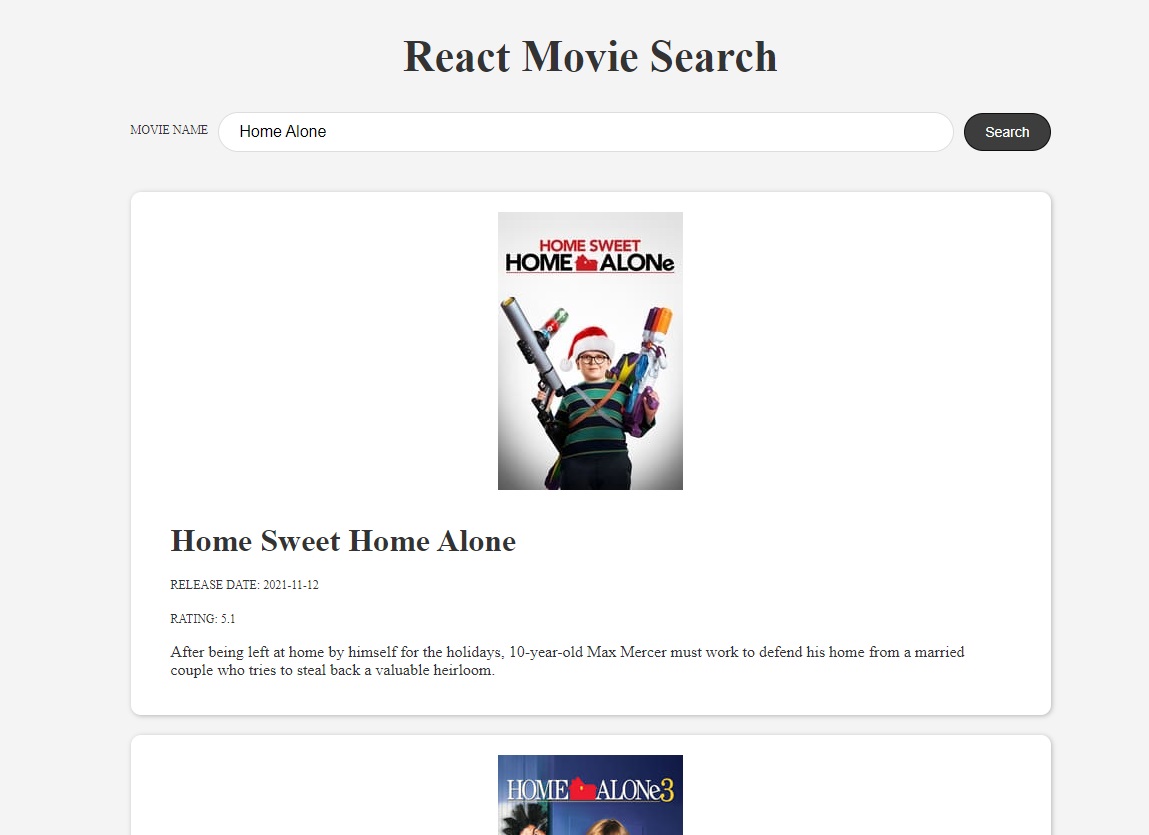 React Movie Search
MOVIE NAME
Home Alone
Search
HOME SWEET
HOME ALONe
Home Sweet Home Alone
RELEASE DATE: 2021-11-12
RATING: 5.1
After being left at home by himself for the holidays, 10-year-old Max Mercer must work to defend his home from a married
couple who tries to steal back a valuable heirloom.
HOME ALONe3